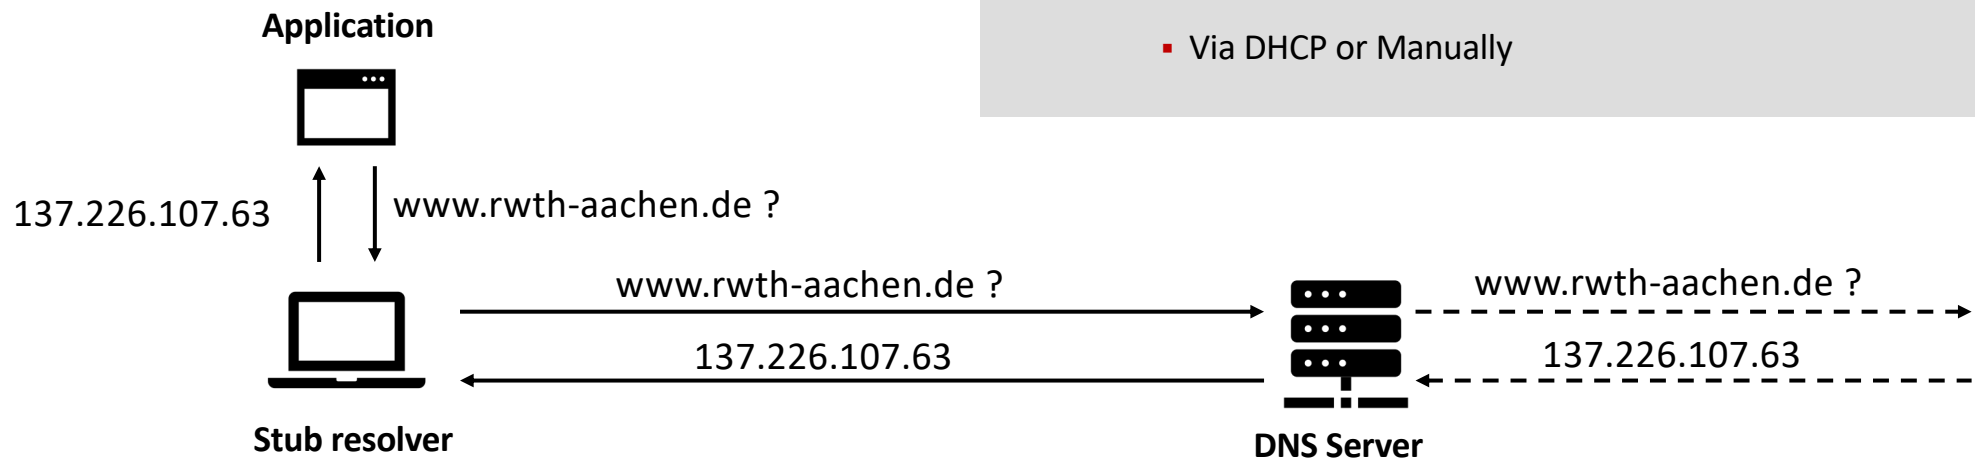 Application
▪ Via DHCP or Manually
137.226.107.63
www.rwth-aachen.de ?
www.rwth-aachen.de ?
www.rwth-aachen.de ?
137.226.107.63
137.226.107.63
Stub resolver
DNS Server